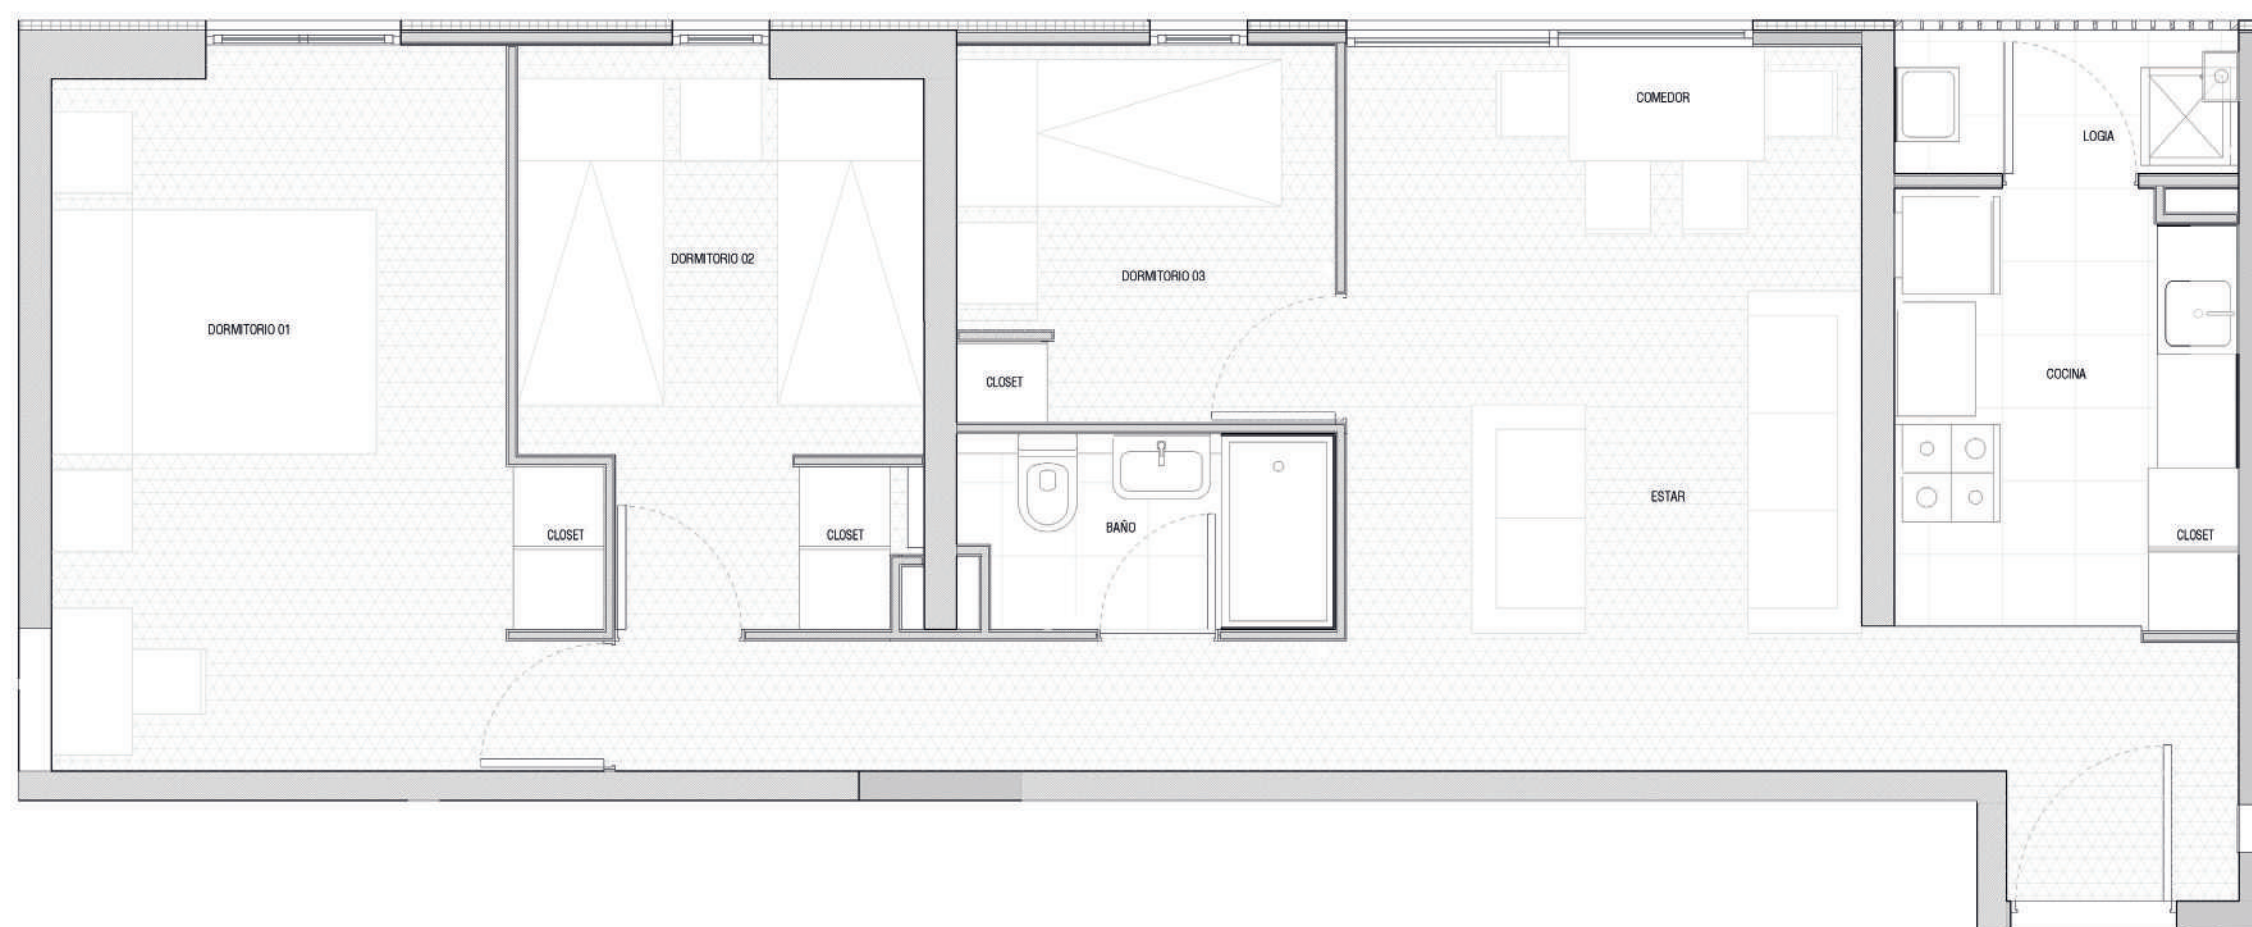 COMEDOR
LOGIA
DORMITORIO 02
DORMITORIO 03
DORMITORIO 01
CLOSET
COCINA
ESTAR
BAÑO
CLOSET
CLOSET
CLOSET